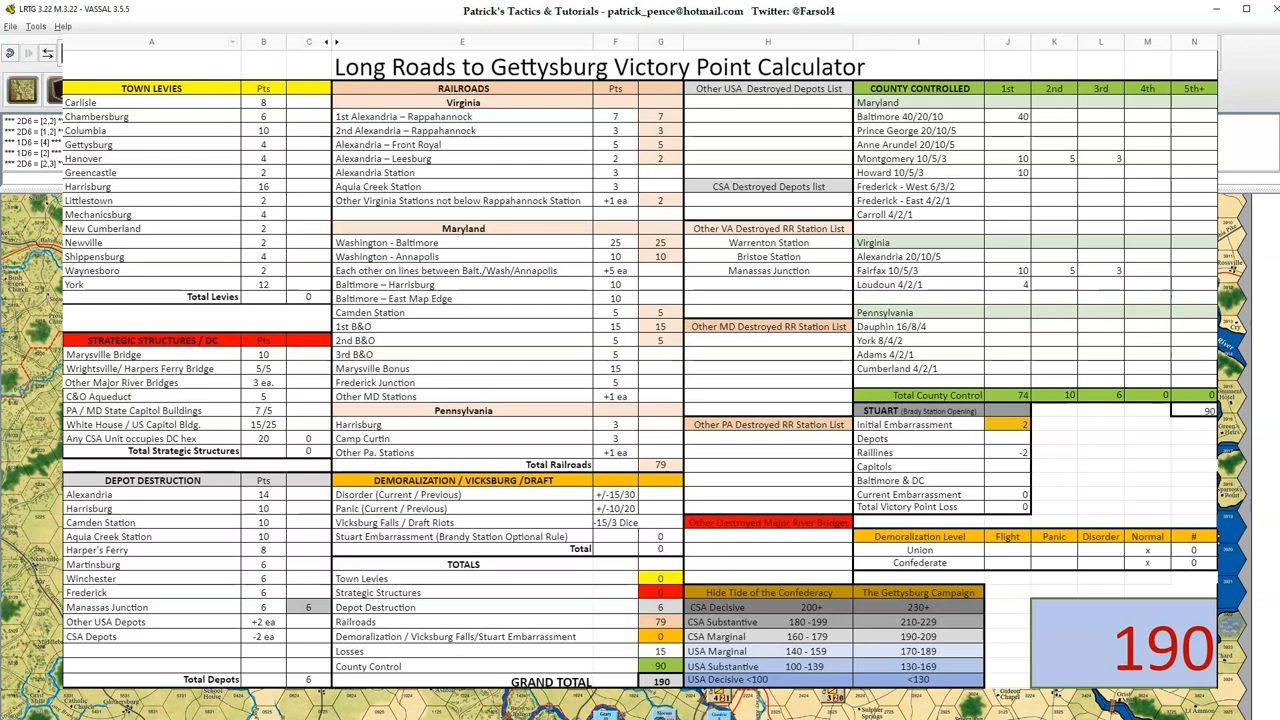 LRTG 3.22 M.3.22 - VASSAL 3.5.5
Patrick's Tactics & Tutorials - patrick_pence@hotmail.com Twitter: @Farsol4
File Tools Help
A B C E F G H I J K L M N
Long Roads to Gettysburg Victory Point Calculator
*** 2D6 = [2,2] ***
*** 2D6 = [1,2] ***
*** 1D6 = [4] ***
*** 1D6 = [2] ***
*** 2D6 = [2,3] ***
TOWN LEVIES Pts
Carlisle 8
Chambersburg 6
Columbia 10
Gettysburg 4
Hanover 4
Greencastle 2
Harrisburg 16
Littlestown 2
Mechanicsburg 4
New Cumberland 2
Newville 2
Shippensburg 4
Waynesboro 2
York 12
Total Levies 0
STRATEGIC STRUCTURES / DC Pts
Marysville Bridge 10
Wrightsville/ Harpers Ferry Bridge 5/5
Other Major River Bridges 3 ea.
C&O Aqueduct 5
PA / MD State Capitol Buildings 7 /5
White House / US Capitol Bldg. 15/25
Any CSA Unit occupies DC hex 20 0
Total Strategic Structures 0
DEPOT DESTRUCTION Pts
Alexandria 14
Harrisburg 10
Camden Station 10
Aquia Creek Station 10
Harper's Ferry 8
Martinsburg 6
Winchester 6
Frederick 6
Manassas Junction 6 6
Other USA Depots +2 ea
CSA Depots -2 ea
Total Depots 6
RAILROADS Pts
Virginia
1st Alexandria – Rappahannock 7 7
2nd Alexandria – Rappahannock 3 3
Alexandria – Front Royal 5 5
Alexandria – Leesburg 2 2
Alexandria Station 3
Aquia Creek Station 3
Other Virginia Stations not below Rappahannock Station +1 ea 2
Maryland
Washington - Baltimore 25 25
Washington - Annapolis 10 10
Each other on lines between Balt./Wash/Annapolis +5 ea
Baltimore – Harrisburg 10
Baltimore – East Map Edge 10
Camden Station 5 5
1st B&O 15 15
2nd B&O 5 5
3rd B&O 5
Marysville Bonus 15
Frederick Junction 5
Other MD Stations +1 ea
Pennsylvania
Harrisburg 3
Camp Curtin 3
Other Pa. Stations +1 ea
Total Railroads 79
DEMORALIZATION / VICKSBURG /DRAFT
Disorder (Current / Previous) +/-15/30
Panic (Current / Previous) +/-10/20
Vicksburg Falls / Draft Riots -15/3 Dice
Stuart Embarrassment (Brandy Station Optional Rule) 0
Total 0
TOTALS
Town Levies 0
Strategic Structures 0
Depot Destruction 6
Railroads 79
Demoralization / Vicksburg Falls/Stuart Embarrassment 0
Losses 15
County Control 90
GRAND TOTAL 190
Other USA Destroyed Depots List
CSA Destroyed Depots list
Other VA Destroyed RR Station List
Warrenton Station
Bristoe Station
Manassas Junction
Other MD Destroyed RR Station List
Other PA Destroyed RR Station List
Other Destroyed Major River Bridges
Hide Tide of the Confederacy The Gettysburg Campaign
CSA Decisive 200+ 230+
CSA Substantive 180 -199 210-229
CSA Marginal 160 - 179 190-209
USA Marginal 140 - 159 170-189
USA Substantive 100 -139 130-169
USA Decisive <100 <130
COUNTY CONTROLLED 1st 2nd 3rd 4th 5th+
Maryland
Baltimore 40/20/10 40
Prince George 20/10/5
Anne Arundel 20/10/5
Montgomery 10/5/3 10 5 3
Howard 10/5/3 10
Frederick - West 6/3/2
Frederick - East 4/2/1
Carroll 4/2/1
Virginia
Alexandria 20/10/5
Fairfax 10/5/3 10 5 3
Loudoun 4/2/1 4
Pennsylvania
Dauphin 16/8/4
York 8/4/2
Adams 4/2/1
Cumberland 4/2/1
Total County Control 74 10 6 0 0
90
STUART (Brady Station Opening)
Initial Embarrassment 2
Depots
Raillines -2
Capitols
Baltimore & DC
Current Embarrassment 0
Total Victory Point Loss 0
Demoralization Level Flight Panic Disorder Normal #
Union x 0
Confederate x 0
190